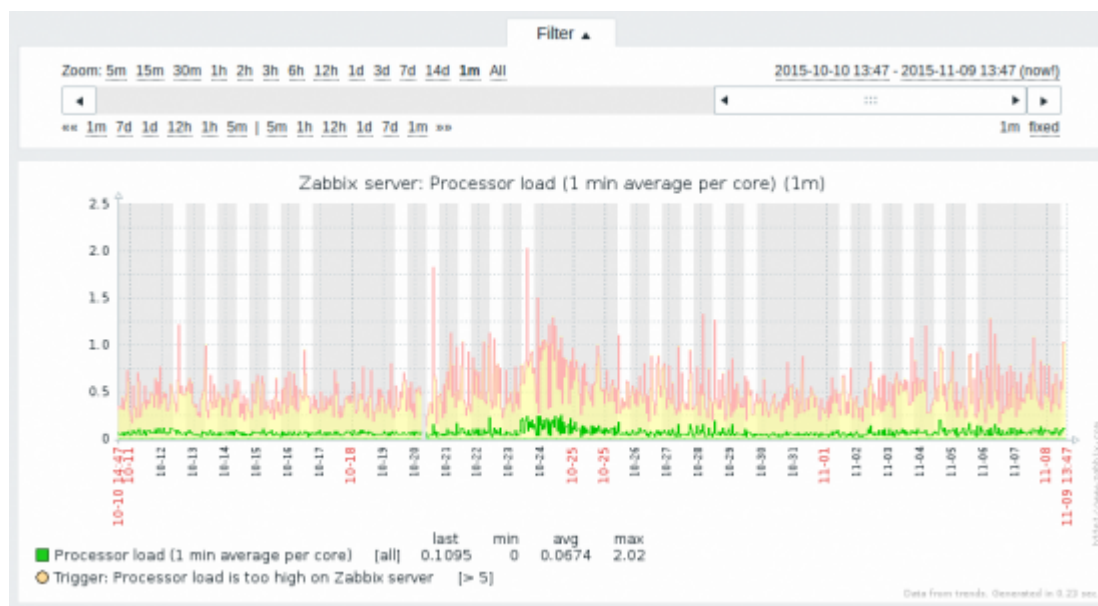 Filter ▲
Zoom: 5m 15m 30m 1h 2h 3h 6h 12h 1d 3d 7d 14d 1m All 2015-10-10 13:47 - 2015-11-09 13:47 (now!)
«« 1m 7d 1d 12h 1h 5m | 5m 1h 12h 1d 7d 1m »» 1m fixed
Zabbix server: Processor load (1 min average per core) (1m)
2.5
2.0
1.5
1.0
0.5
0
10-10 14:47 10-11 10-12 10-13 10-14 10-15 10-16 10-17 10-18 10-19 10-20 10-21 10-22 10-23 10-24 10-25 10-25 10-26 10-27 10-28 10-29 10-30 10-31 11-01 11-02 11-03 11-04 11-05 11-06 11-07 11-08 11-09 13:47
last min avg max
Processor load (1 min average per core) [all] 0.1095 0 0.0674 2.02
Trigger: Processor load is too high on Zabbix server [> 5]
Data from trends. Generated in 0.23 sec